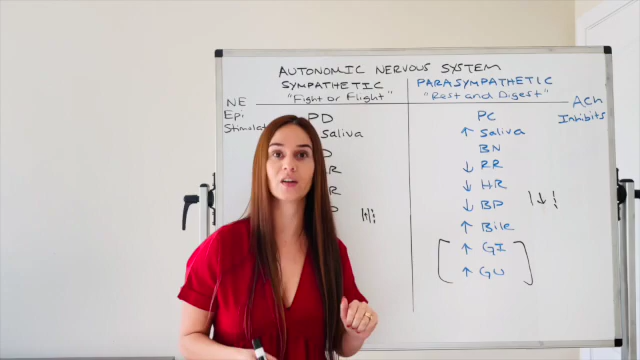 AUTONOMIC NERVOUS SYSTEM
SYMPATHETIC
"Fight or Flight"
NE
Epi
PD
Saliva
PARASYMPATHETIC
"Rest and Digest"
ACh
Inhibits
PC
↑ Saliva
BN
↓ RR
↓ HR
↓ BP
↑ Bile
↑ GI
↑ GU